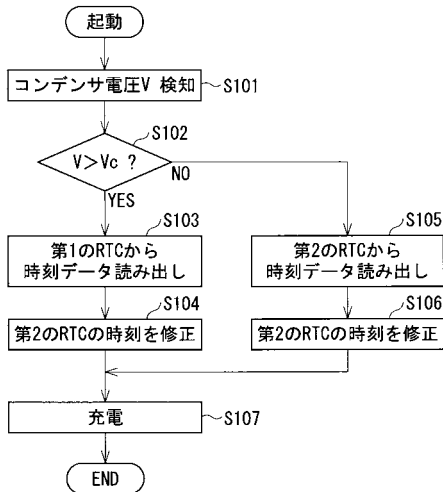 起動
コンデンサ電圧V 検知
S101
S102
V>Vc ?
NO
YES
S103
第1のRTCから
時刻データ読み出し
S105
第2のRTCから
時刻データ読み出し
S104
第2のRTCの時刻を修正
S106
第2のRTCの時刻を修正
充電
S107
END